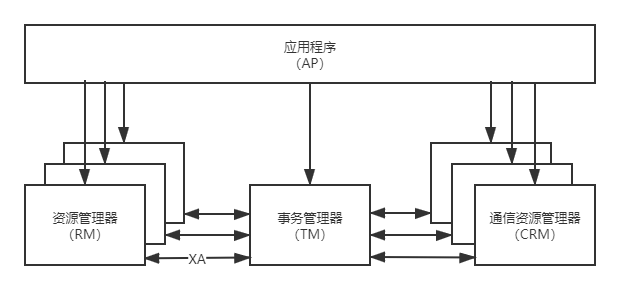 应用程序
（AP）
资源管理器
（RM）
事务管理器
（TM）
通信资源管理器
（CRM）
XA